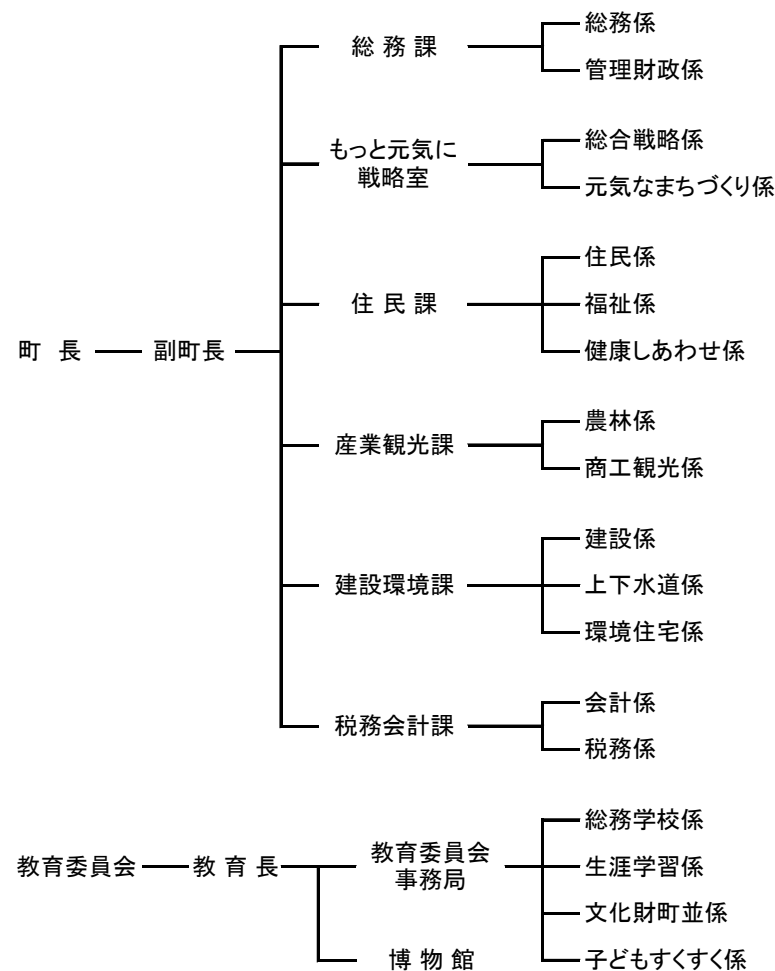 総務課
総務係
管理財政係
もっと元気に
戦略室
総合戦略係
元気なまちづくり係
住民課
住民係
福祉係
健康しあわせ係
町長
副町長
産業観光課
農林係
商工観光係
建設環境課
建設係
上下水道係
環境住宅係
税務会計課
会計係
税務係
教育委員会
教育長
教育委員会
事務局
総務学校係
生涯学習係
文化財町並係
子どもすくすく係
博物館